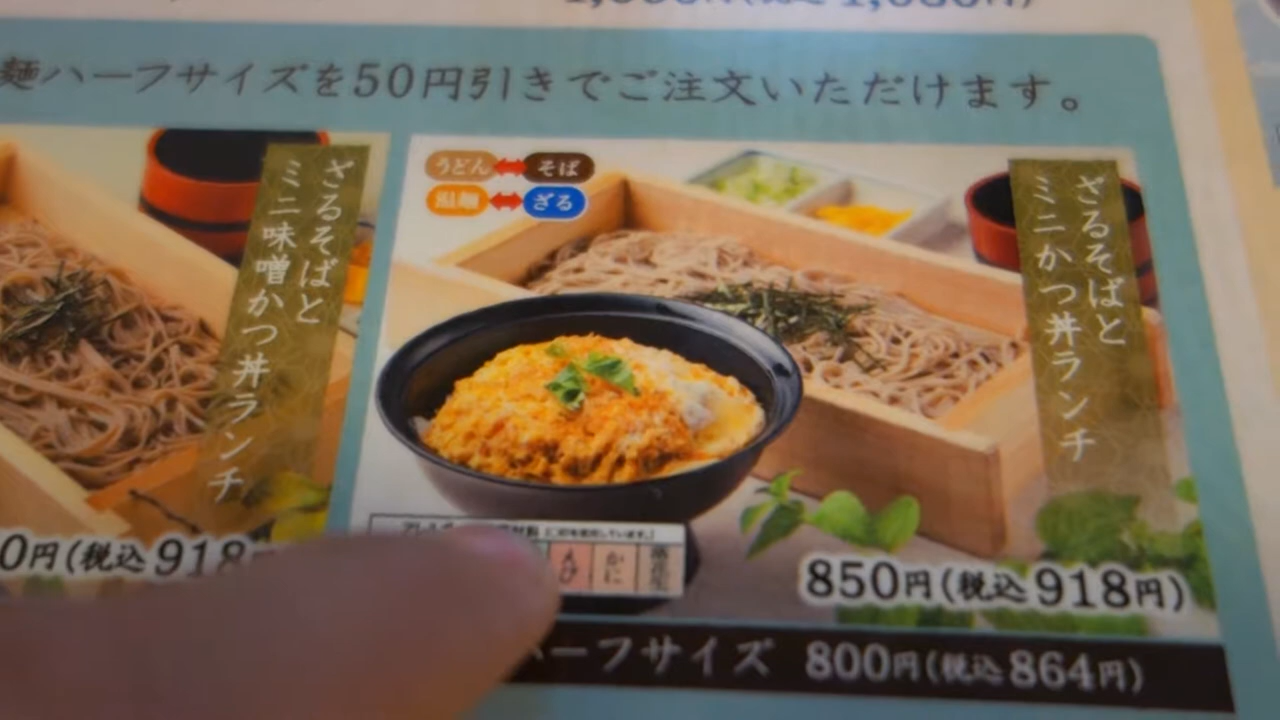 麺ハーフサイズを50円引きでご注文いただけます。
ざるそばと
ミニ味噌かつ丼ランチ
0円(税込918
うどん そば
温麺 ざる
ざるそばと
ミニかつ丼ランチ
えび かに
850円(税込918円)
ハーフサイズ 800円(税込864円)